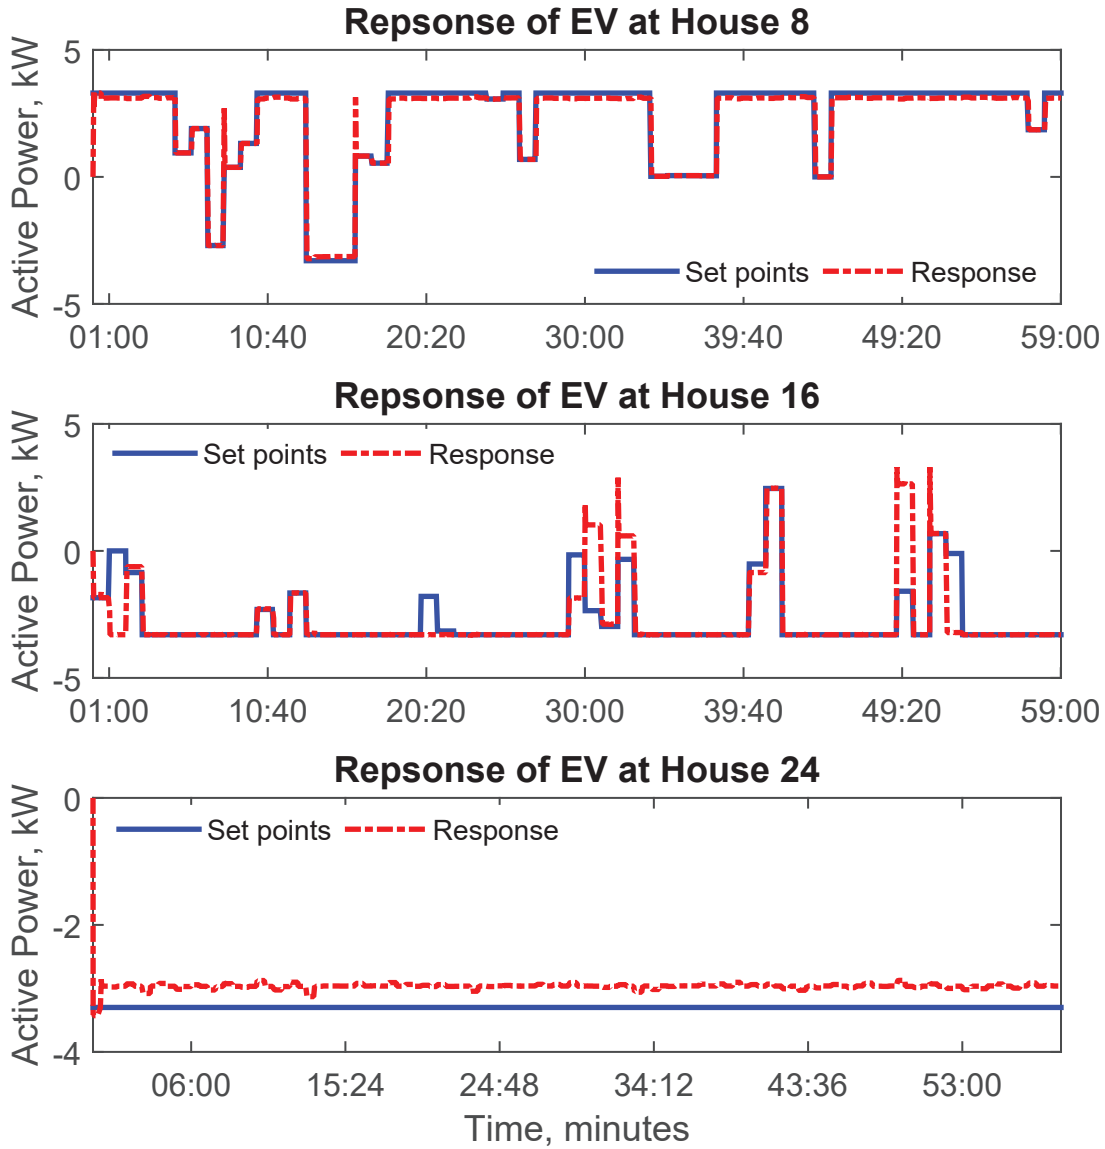 Repsonse of EV at House 8
Active Power, kW
5
0
-5
Set points
Response
01:00 10:40 20:20 30:00 39:40 49:20 59:00
Repsonse of EV at House 16
Active Power, kW
5
0
-5
Set points
Response
01:00 10:40 20:20 30:00 39:40 49:20 59:00
Repsonse of EV at House 24
Active Power, kW
0
-2
-4
Set points
Response
06:00 15:24 24:48 34:12 43:36 53:00
Time, minutes